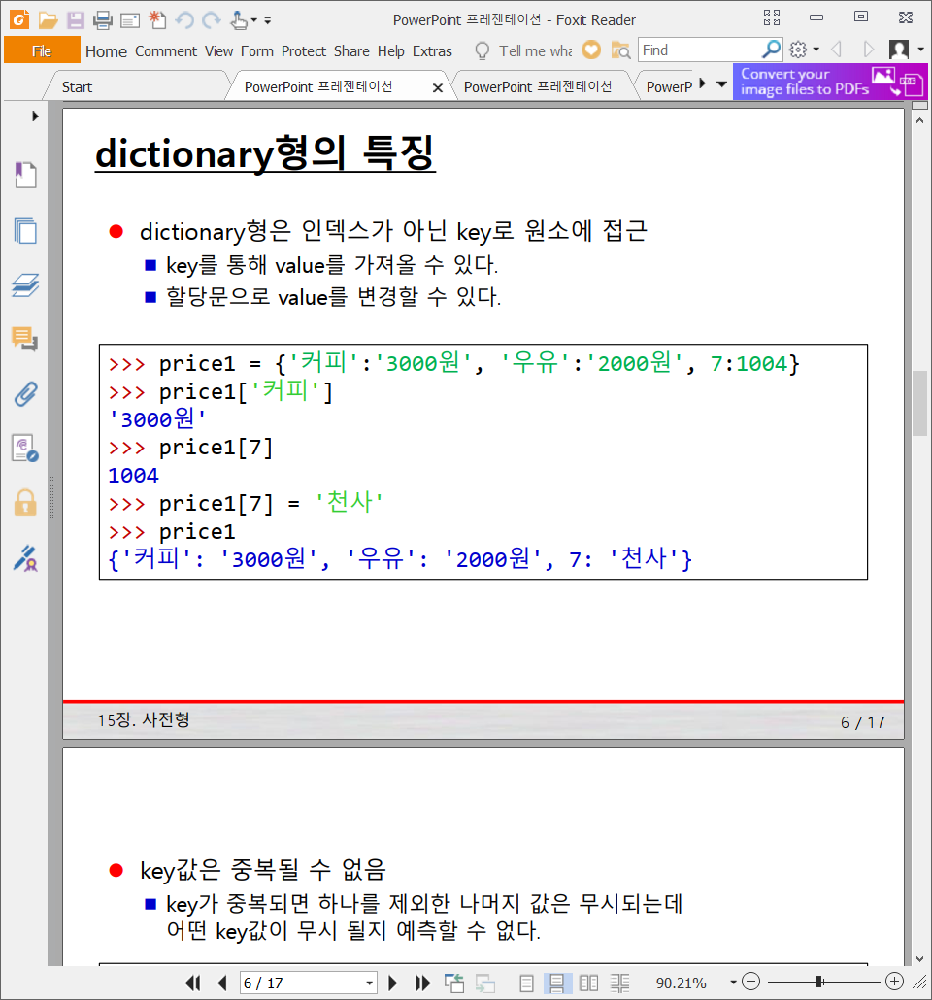 PowerPoint 프레젠테이션 - Foxit Reader
File Home Comment View Form Protect Share Help Extras Tell me wha Find
Start PowerPoint 프레젠테이션 PowerPoint 프레젠테이션 PowerP
Convert your
image files to PDFs
dictionary형의 특징
dictionary형은 인덱스가 아닌 key로 원소에 접근
key를 통해 value를 가져올 수 있다.
할당문으로 value를 변경할 수 있다.
>>> price1 = {'커피':'3000원', '우유':'2000원', 7:1004}
>>> price1['커피']
'3000원'
>>> price1[7]
1004
>>> price1[7] = '천사'
>>> price1
{'커피': '3000원', '우유': '2000원', 7: '천사'}
15장. 사전형
6 / 17
key값은 중복될 수 없음
key가 중복되면 하나를 제외한 나머지 값은 무시되는데
어떤 key값이 무시 될지 예측할 수 없다.
6 / 17
90.21%